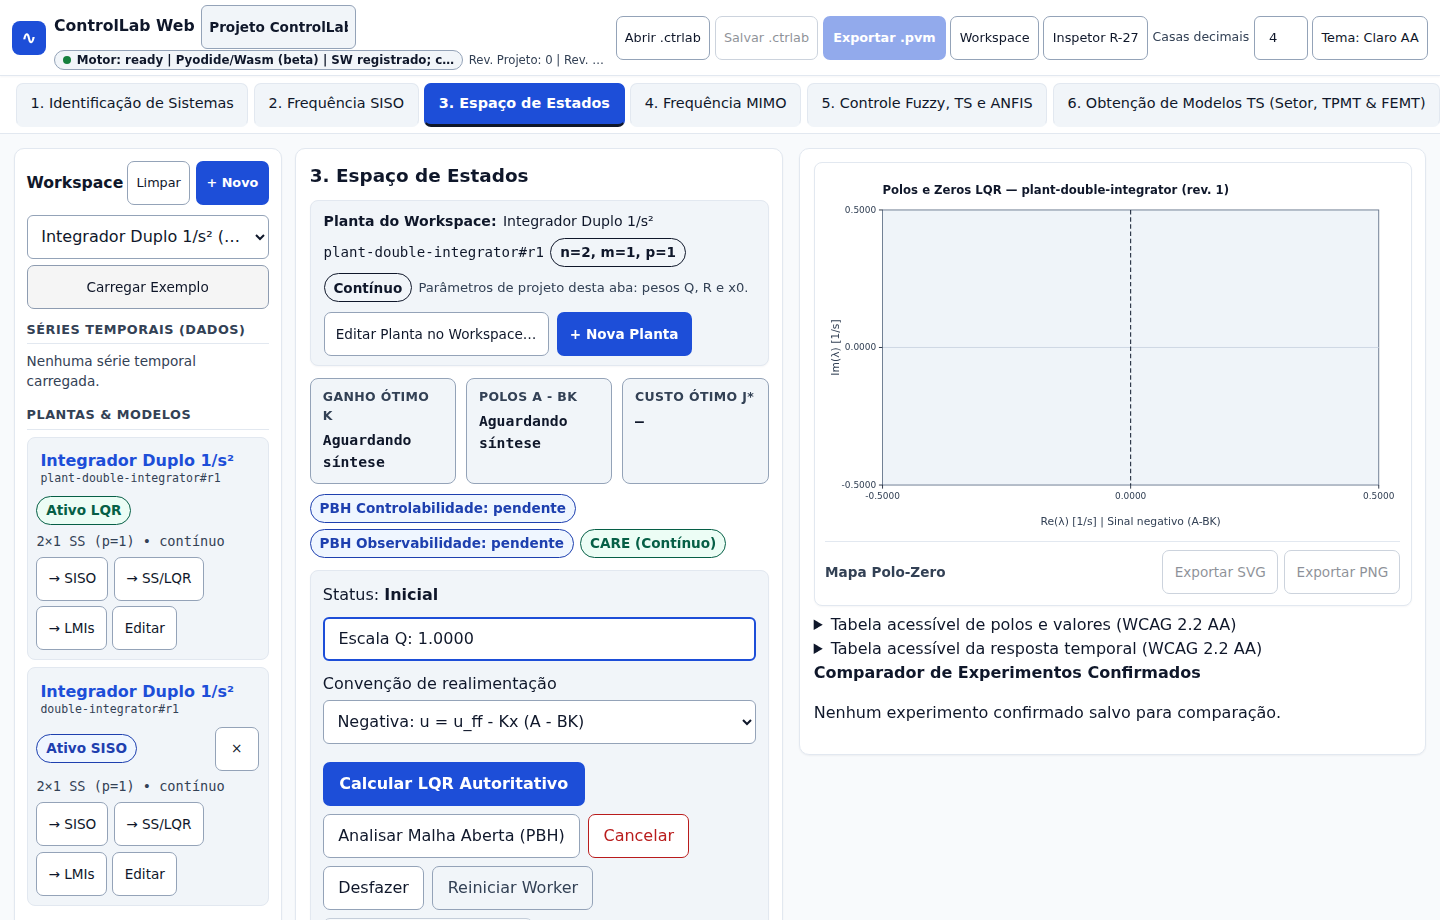 ∿
ControlLab Web
Projeto ControlLab
Motor: ready | Pyodide/Wasm (beta) | SW registrado; c…
Rev. Projeto: 0 | Rev. …
Abrir .ctrlab
Salvar .ctrlab
Exportar .pvm
Workspace
Inspetor R-27
Casas decimais
4
Tema: Claro AA
1. Identificação de Sistemas
2. Frequência SISO
3. Espaço de Estados
4. Frequência MIMO
5. Controle Fuzzy, TS e ANFIS
6. Obtenção de Modelos TS (Setor, TPMT & FEMT)
Workspace
Limpar
+ Novo
Integrador Duplo 1/s² (…
Carregar Exemplo
SÉRIES TEMPORAIS (DADOS)
Nenhuma série temporal
carregada.
PLANTAS & MODELOS
Integrador Duplo 1/s²
plant-double-integrator#r1
Ativo LQR
2×1 SS (p=1) • contínuo
→ SISO
→ SS/LQR
→ LMIs
Editar
Integrador Duplo 1/s²
double-integrator#r1
Ativo SISO
×
2×1 SS (p=1) • contínuo
→ SISO
→ SS/LQR
→ LMIs
Editar
3. Espaço de Estados
Planta do Workspace: Integrador Duplo 1/s²
plant-double-integrator#r1
n=2, m=1, p=1
Contínuo
Parâmetros de projeto desta aba: pesos Q, R e x0.
Editar Planta no Workspace…
+ Nova Planta
GANHO ÓTIMO
K
Aguardando
síntese
POLOS A - BK
Aguardando
síntese
CUSTO ÓTIMO J*
—
PBH Controlabilidade: pendente
PBH Observabilidade: pendente
CARE (Contínuo)
Status: Inicial
Escala Q: 1.0000
Convenção de realimentação
Negativa: u = u_ff - Kx (A - BK)
Calcular LQR Autoritativo
Analisar Malha Aberta (PBH)
Cancelar
Desfazer
Reiniciar Worker
Polos e Zeros LQR — plant-double-integrator (rev. 1)
0.5000
0.0000
-0.5000
Im(λ) [1/s]
-0.5000
0.0000
0.5000
Re(λ) [1/s] | Sinal negativo (A-BK)
Mapa Polo-Zero
Exportar SVG
Exportar PNG
▶ Tabela acessível de polos e valores (WCAG 2.2 AA)
▶ Tabela acessível da resposta temporal (WCAG 2.2 AA)
Comparador de Experimentos Confirmados
Nenhum experimento confirmado salvo para comparação.